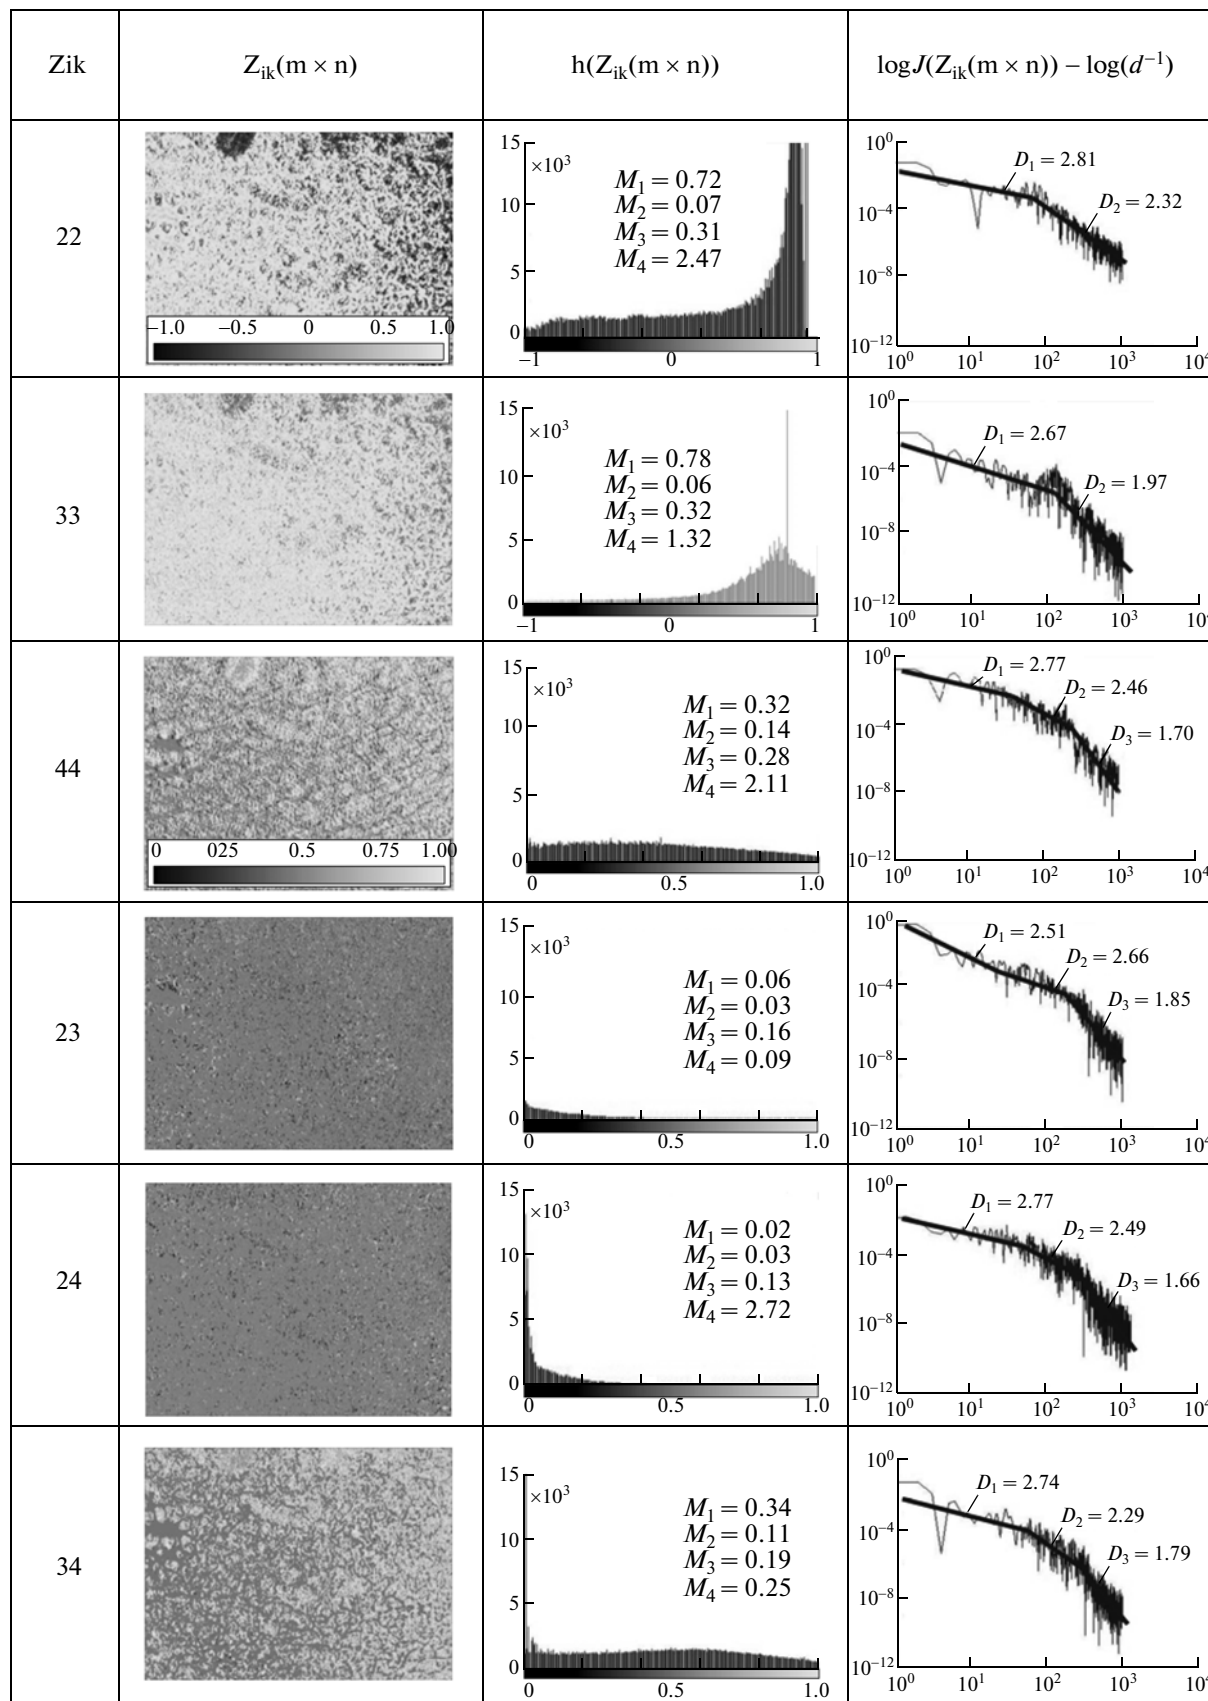 Zik Z_ik(m × n) h(Z_ik(m × n)) logJ(Z_ik(m × n)) – log(d^–1)
22
–1.0 –0.5 0 0.5 1.0
15
×10^3
10
5
0
–1 0 1
M_1 = 0.72
M_2 = 0.07
M_3 = 0.31
M_4 = 2.47
10^0
10^–4
10^–8
10^–12
10^0 10^1 10^2 10^3 10^4
D_1 = 2.81
D_2 = 2.32
33
15
×10^3
10
5
0
–1 0 1
M_1 = 0.78
M_2 = 0.06
M_3 = 0.32
M_4 = 1.32
10^0
10^–4
10^–8
10^–12
10^0 10^1 10^2 10^3
D_1 = 2.67
D_2 = 1.97
44
0 025 0.5 0.75 1.00
15
×10^3
10
5
0
0 0.5 1.0
M_1 = 0.32
M_2 = 0.14
M_3 = 0.28
M_4 = 2.11
10^0
10^–4
10^–8
10^–12
10^0 10^1 10^2 10^3 10^4
D_1 = 2.77
D_2 = 2.46
D_3 = 1.70
23
15
×10^3
10
5
0
0 0.5 1.0
M_1 = 0.06
M_2 = 0.03
M_3 = 0.16
M_4 = 0.09
10^0
10^–4
10^–8
10^–12
10^0 10^1 10^2 10^3 10^4
D_1 = 2.51
D_2 = 2.66
D_3 = 1.85
24
15
×10^3
10
5
0
0 0.5 1.0
M_1 = 0.02
M_2 = 0.03
M_3 = 0.13
M_4 = 2.72
10^0
10^–4
10^–8
10^–12
10^0 10^1 10^2 10^3 10^4
D_1 = 2.77
D_2 = 2.49
D_3 = 1.66
34
15
×10^3
10
5
0
0 0.5 1.0
M_1 = 0.34
M_2 = 0.11
M_3 = 0.19
M_4 = 0.25
10^0
10^–4
10^–8
10^–12
10^0 10^1 10^2 10^3 10^4
D_1 = 2.74
D_2 = 2.29
D_3 = 1.79